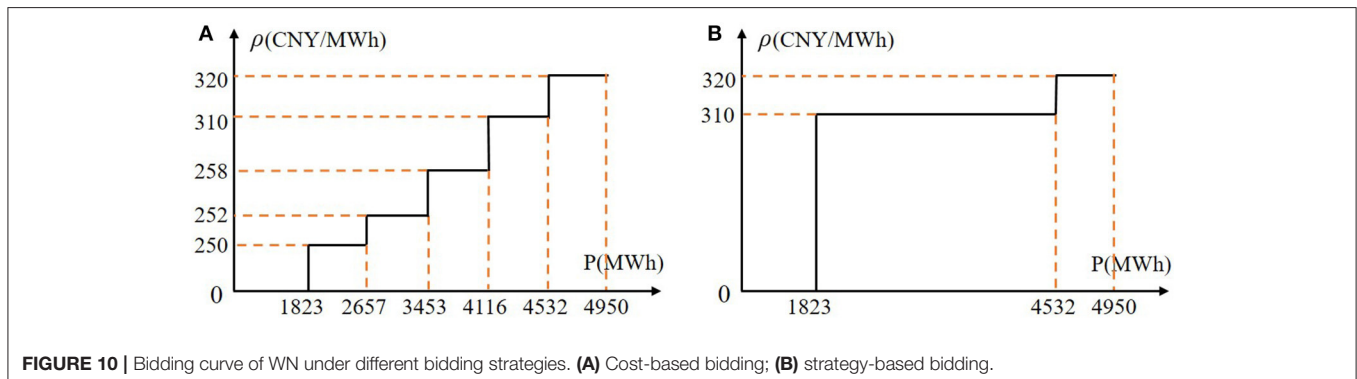 A
ρ(CNY/MWh)
320
310
258
252
250
0
P(MWh)
1823 2657 3453 4116 4532 4950
B
ρ(CNY/MWh)
320
310
0
P(MWh)
1823 4532 4950
FIGURE 10 | Bidding curve of WN under different bidding strategies. (A) Cost-based bidding; (B) strategy-based bidding.